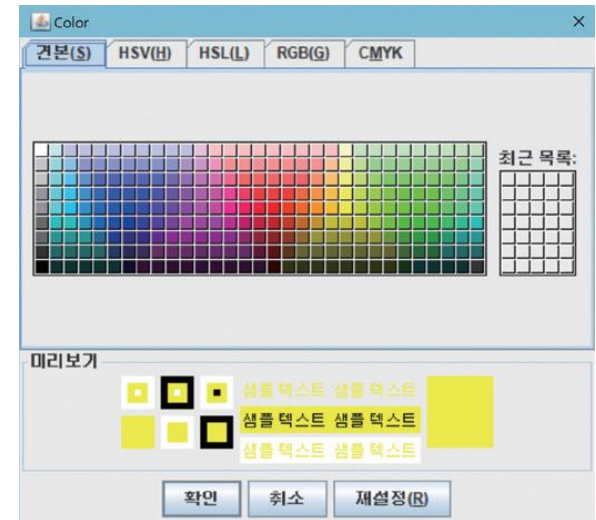 Color
견본(S) HSV(H) HSL(L) RGB(G) CMYK
최근 목록:
미리보기
샘플 텍스트 샘플 텍스트
샘플 텍스트 샘플 텍스트
샘플 텍스트 샘플 텍스트
확인 취소 재설정(R)